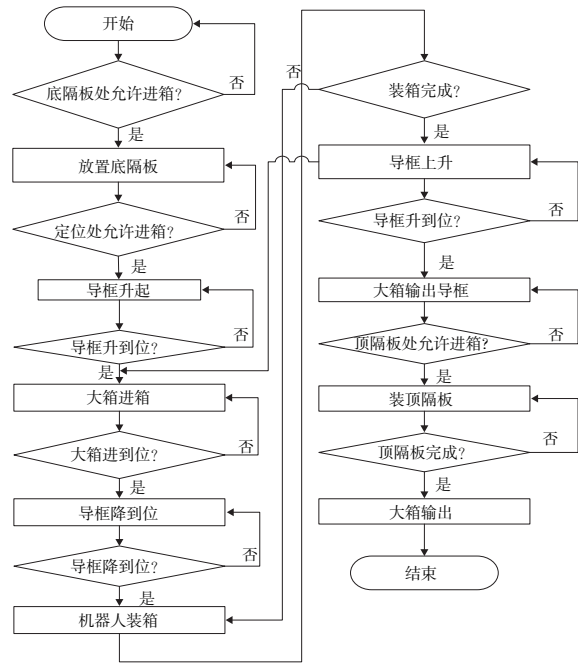 开始
底隔板处允许进箱?
否
是
放置底隔板
定位处允许进箱?
否
是
导框升起
导框升到位?
否
是
大箱进箱
大箱进到位?
否
是
导框降到位
导框降到位?
否
是
机器人装箱
否
装箱完成?
是
导框上升
导框升到位?
否
是
大箱输出导框
顶隔板处允许进箱?
否
是
装顶隔板
顶隔板完成?
否
是
大箱输出
结束